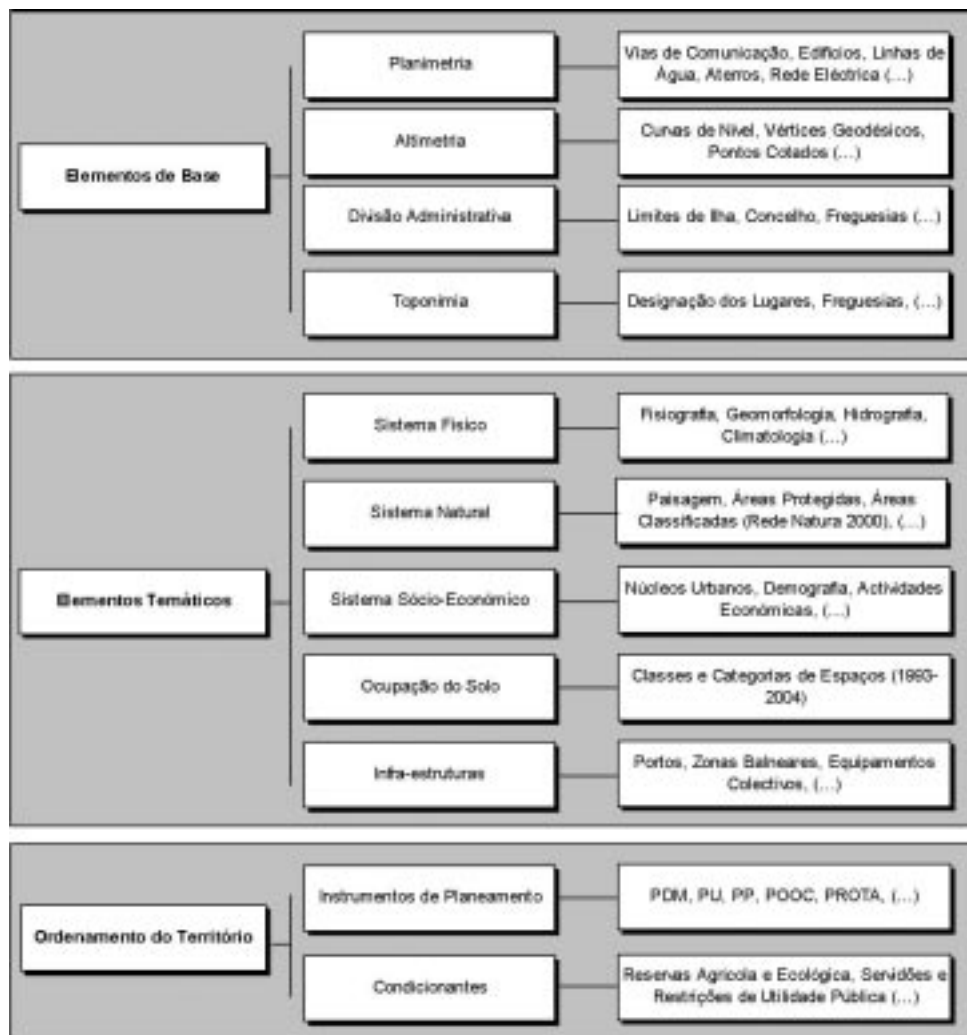 Elementos de Base
Planimetria
Vias de Comunicação, Edifícios, Linhas de
Água, Aterros, Rede Eléctrica (...)
Altimetria
Curvas de Nível, Vértices Geodésicos,
Pontos Cotados (...)
Divisão Administrativa
Limites de Ilha, Concelho, Freguesias (...)
Toponímia
Designação dos Lugares, Freguesias, (...)
Elementos Temáticos
Sistema Físico
Fisiografia, Geomorfologia, Hidrografia,
Climatologia (...)
Sistema Natural
Paisagem, Áreas Protegidas, Áreas
Classificadas (Rede Natura 2000), (...)
Sistema Sócio-Económico
Núcleos Urbanos, Demografia, Actividades
Económicas, (...)
Ocupação do Solo
Classes e Categorias de Espaços (1993-
2004)
Infra-estruturas
Portos, Zonas Balneares, Equipamentos
Colectivos, (...)
Ordenamento do Território
Instrumentos de Planeamento
PDM, PU, PP, POOC, PROTA, (...)
Condicionantes
Reservas Agrícola e Ecológica, Servidões e
Restrições de Utilidade Pública (...)